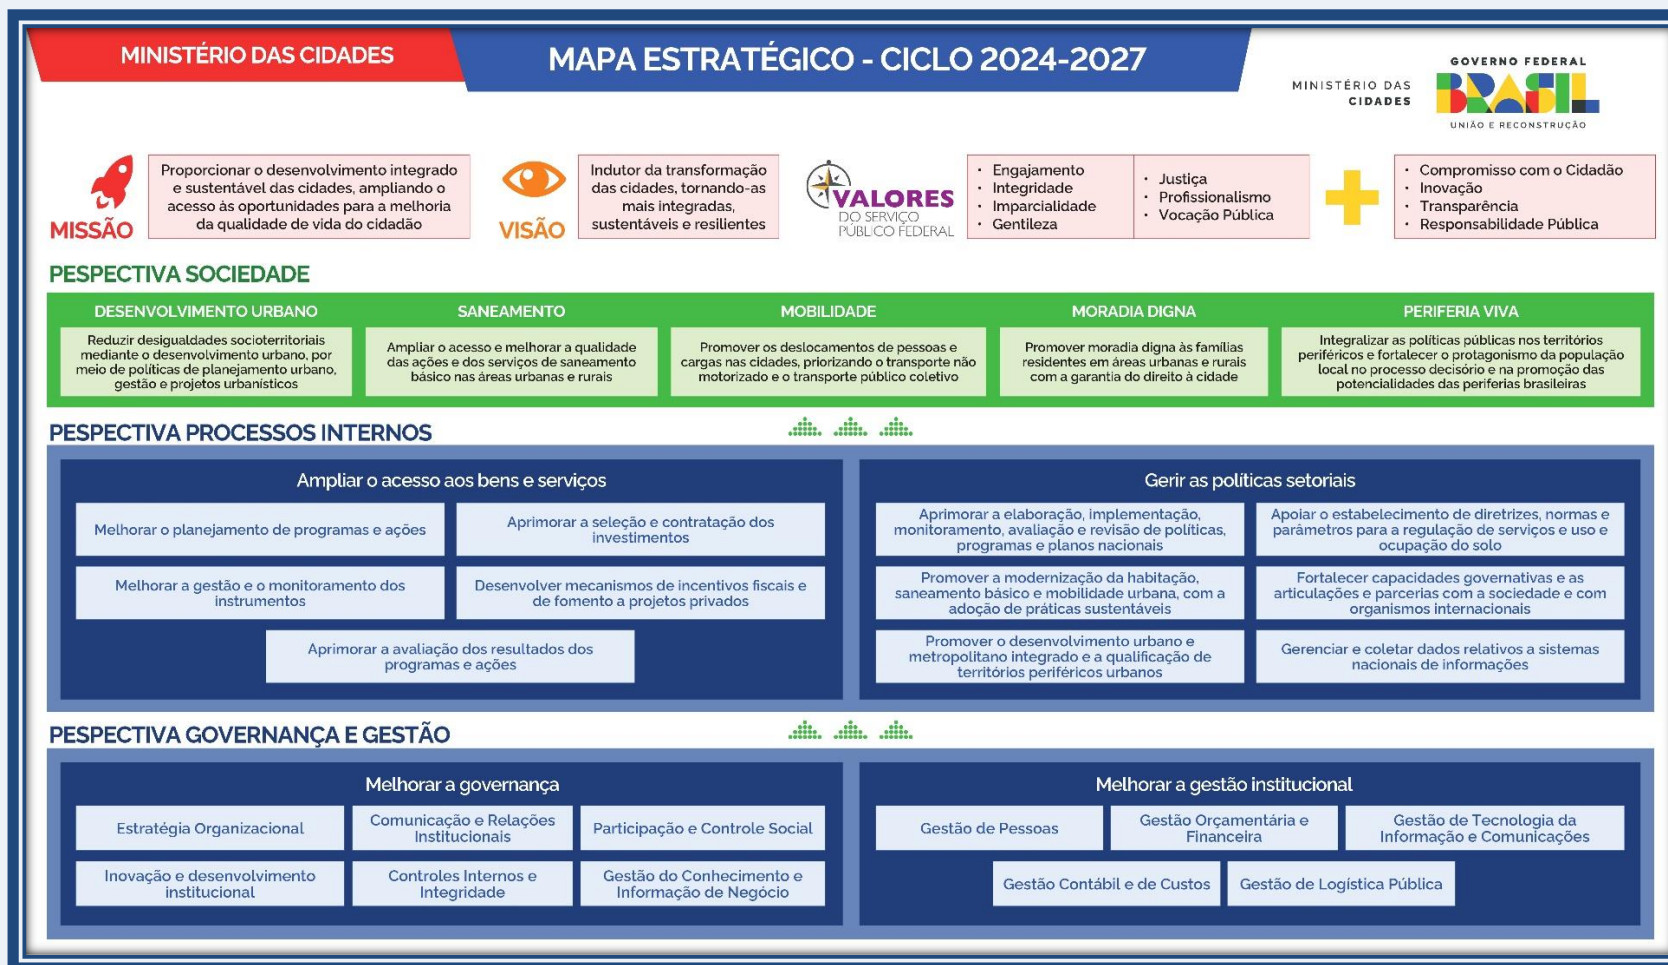 MINISTÉRIO DAS CIDADES
MAPA ESTRATÉGICO - CICLO 2024-2027
MINISTÉRIO DAS
CIDADES
GOVERNO FEDERAL
BRASIL
UNIÃO E RECONSTRUÇÃO
MISSÃO
Proporcionar o desenvolvimento integrado
e sustentável das cidades, ampliando o
acesso às oportunidades para a melhoria
da qualidade de vida do cidadão
VISÃO
Indutor da transformação
das cidades, tornando-as
mais integradas,
sustentáveis e resilientes
VALORES
DO SERVIÇO
PÚBLICO FEDERAL
• Engajamento
• Integridade
• Imparcialidade
• Gentileza
• Justiça
• Profissionalismo
• Vocação Pública
• Compromisso com o Cidadão
• Inovação
• Transparência
• Responsabilidade Pública
PESPECTIVA SOCIEDADE
DESENVOLVIMENTO URBANO
Reduzir desigualdades socioterritoriais
mediante o desenvolvimento urbano, por
meio de políticas de planejamento urbano,
gestão e projetos urbanísticos
SANEAMENTO
Ampliar o acesso e melhorar a qualidade
das ações e dos serviços de saneamento
básico nas áreas urbanas e rurais
MOBILIDADE
Promover os deslocamentos de pessoas e
cargas nas cidades, priorizando o transporte não
motorizado e o transporte público coletivo
MORADIA DIGNA
Promover moradia digna às famílias
residentes em áreas urbanas e rurais
com a garantia do direito à cidade
PERIFERIA VIVA
Integralizar as políticas públicas nos territórios
periféricos e fortalecer o protagonismo da população
local no processo decisório e na promoção das
potencialidades das periferias brasileiras
PESPECTIVA PROCESSOS INTERNOS
Ampliar o acesso aos bens e serviços
Melhorar o planejamento de programas e ações
Aprimorar a seleção e contratação dos
investimentos
Melhorar a gestão e o monitoramento dos
instrumentos
Desenvolver mecanismos de incentivos fiscais e
de fomento a projetos privados
Aprimorar a avaliação dos resultados dos
programas e ações
Gerir as políticas setoriais
Aprimorar a elaboração, implementação,
monitoramento, avaliação e revisão de políticas,
programas e planos nacionais
Apoiar o estabelecimento de diretrizes, normas e
parâmetros para a regulação de serviços e uso e
ocupação do solo
Promover a modernização da habitação,
saneamento básico e mobilidade urbana, com a
adoção de práticas sustentáveis
Fortalecer capacidades governativas e as
articulações e parcerias com a sociedade e com
organismos internacionais
Promover o desenvolvimento urbano e
metropolitano integrado e a qualificação de
territórios periféricos urbanos
Gerenciar e coletar dados relativos a sistemas
nacionais de informações
PESPECTIVA GOVERNANÇA E GESTÃO
Melhorar a governança
Estratégia Organizacional
Comunicação e Relações
Institucionais
Participação e Controle Social
Inovação e desenvolvimento
institucional
Controles Internos e
Integridade
Gestão do Conhecimento e
Informação de Negócio
Melhorar a gestão institucional
Gestão de Pessoas
Gestão Orçamentária e
Financeira
Gestão de Tecnologia da
Informação e Comunicações
Gestão Contábil e de Custos
Gestão de Logística Pública